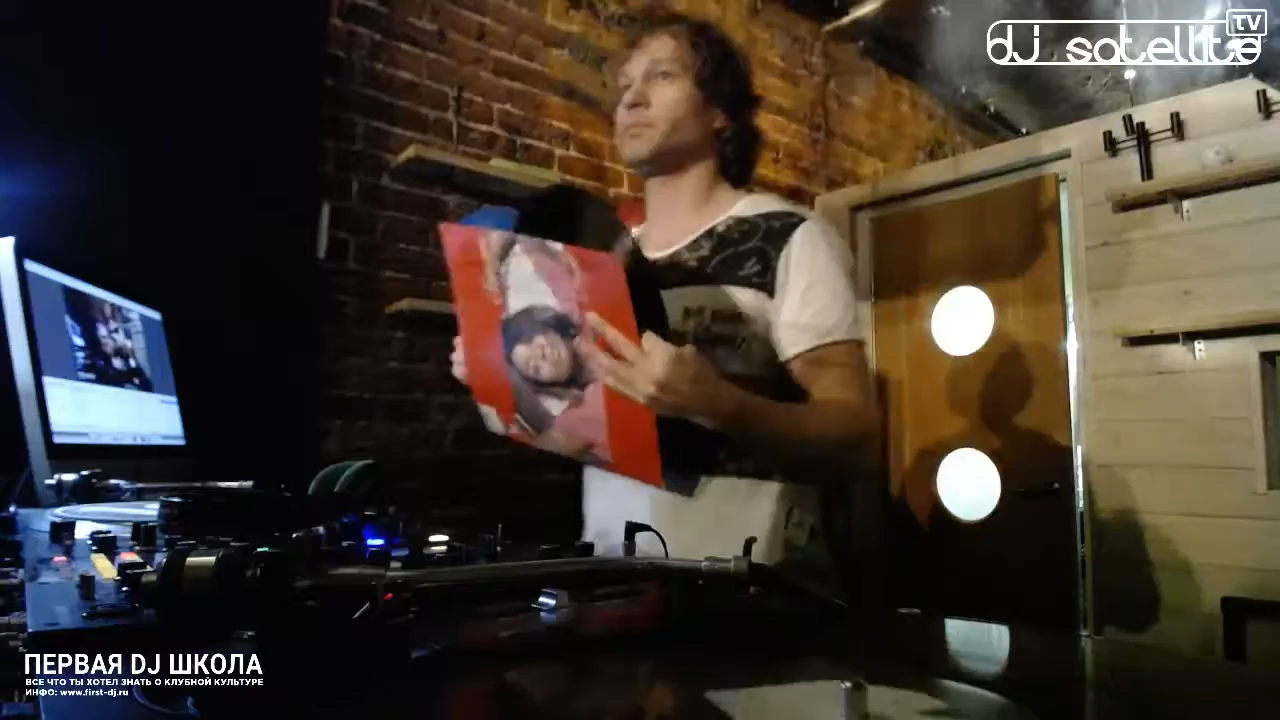 dj satellite TV
ПЕРВАЯ DJ ШКОЛА
ВСЕ ЧТО ТЫ ХОТЕЛ ЗНАТЬ О КЛУБНОЙ КУЛЬТУРЕ
ИНФО: www.first-dj.ru